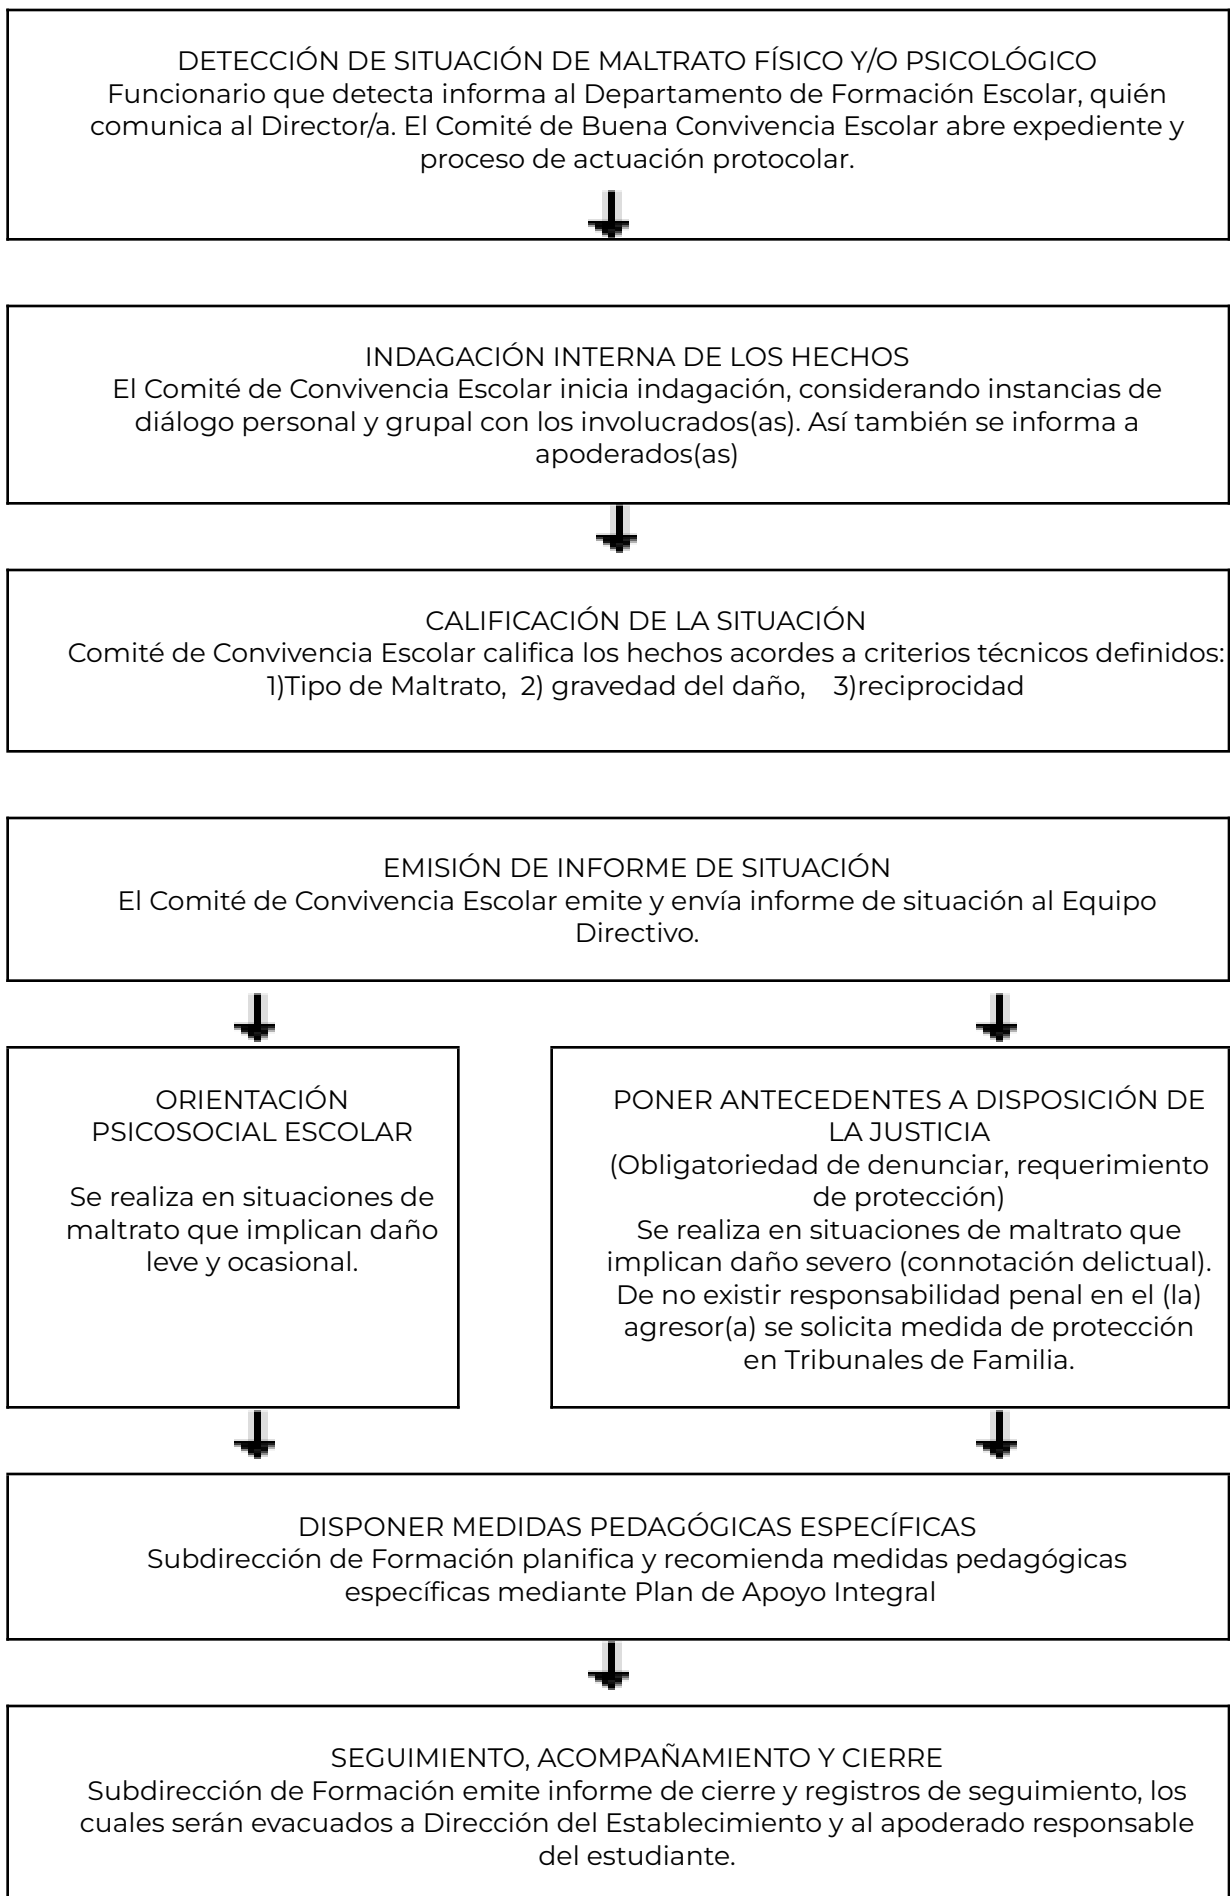 DETECCIÓN DE SITUACIÓN DE MALTRATO FÍSICO Y/O PSICOLÓGICO
Funcionario que detecta informa al Departamento de Formación Escolar, quién
comunica al Director/a. El Comité de Buena Convivencia Escolar abre expediente y
proceso de actuación protocolar.
INDAGACIÓN INTERNA DE LOS HECHOS
El Comité de Convivencia Escolar inicia indagación, considerando instancias de
diálogo personal y grupal con los involucrados(as). Así también se informa a
apoderados(as)
CALIFICACIÓN DE LA SITUACIÓN
Comité de Convivencia Escolar califica los hechos acordes a criterios técnicos definidos:
1)Tipo de Maltrato, 2) gravedad del daño, 3)reciprocidad
EMISIÓN DE INFORME DE SITUACIÓN
El Comité de Convivencia Escolar emite y envía informe de situación al Equipo
Directivo.
ORIENTACIÓN
PSICOSOCIAL ESCOLAR
Se realiza en situaciones de
maltrato que implican daño
leve y ocasional.
PONER ANTECEDENTES A DISPOSICIÓN DE
LA JUSTICIA
(Obligatoriedad de denunciar, requerimiento
de protección)
Se realiza en situaciones de maltrato que
implican daño severo (connotación delictual).
De no existir responsabilidad penal en el (la)
agresor(a) se solicita medida de protección
en Tribunales de Familia.
DISPONER MEDIDAS PEDAGÓGICAS ESPECÍFICAS
Subdirección de Formación planifica y recomienda medidas pedagógicas
específicas mediante Plan de Apoyo Integral
SEGUIMIENTO, ACOMPAÑAMIENTO Y CIERRE
Subdirección de Formación emite informe de cierre y registros de seguimiento, los
cuales serán evacuados a Dirección del Establecimiento y al apoderado responsable
del estudiante.